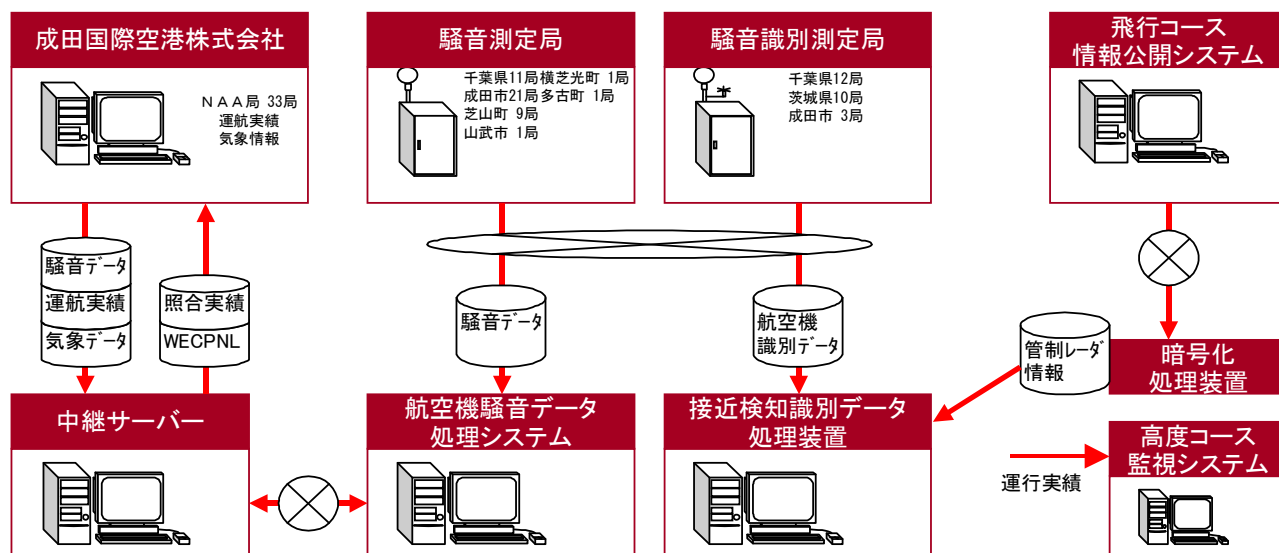 成田国際空港株式会社
NAA局 33局
運航実績
気象情報
騒音測定局
千葉県11局 横芝光町 1局
成田市21局 多古町 1局
芝山町 9局
山武市 1局
騒音識別測定局
千葉県12局
茨城県10局
成田市 3局
飛行コース
情報公開システム
騒音データ
運航実績
気象データ
照合実績
WECPNL
騒音データ
航空機
識別データ
管制レーダ
情報
暗号化
処理装置
中継サーバー
航空機騒音データ
処理システム
接近検知識別データ
処理装置
運行実績
高度コース
監視システム